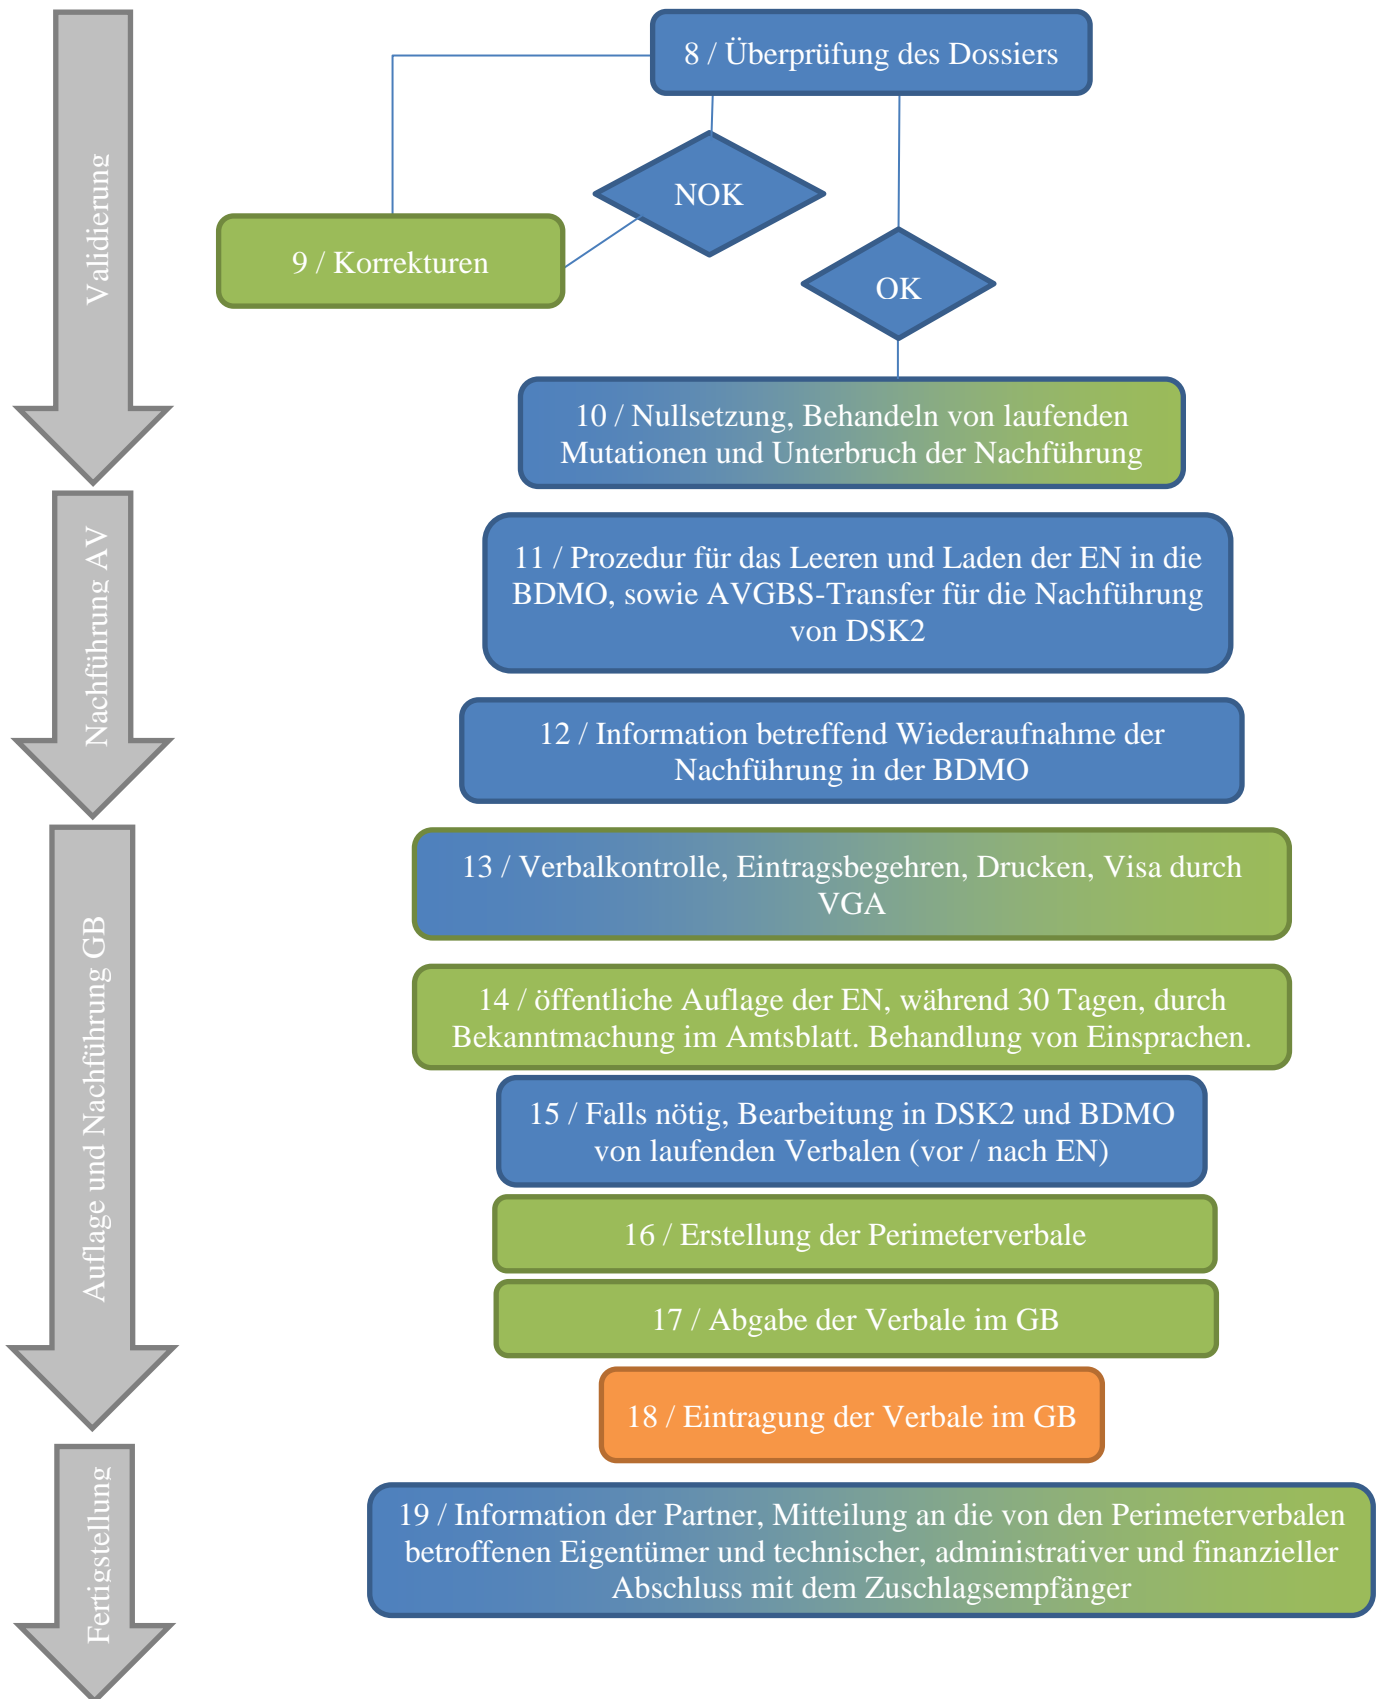 Validierung
8 / Überprüfung des Dossiers
NOK
9 / Korrekturen
OK
10 / Nullsetzung, Behandeln von laufenden
Mutationen und Unterbruch der Nachführung
Nachführung AV
11 / Prozedur für das Leeren und Laden der EN in die
BDMO, sowie AVGBS-Transfer für die Nachführung
von DSK2
12 / Information betreffend Wiederaufnahme der
Nachführung in der BDMO
Auflage und Nachführung GB
13 / Verbalkontrolle, Eintragsbegehren, Drucken, Visa durch
VGA
14 / öffentliche Auflage der EN, während 30 Tagen, durch
Bekanntmachung im Amtsblatt. Behandlung von Einsprachen.
15 / Falls nötig, Bearbeitung in DSK2 und BDMO
von laufenden Verbalen (vor / nach EN)
16 / Erstellung der Perimeterverbale
17 / Abgabe der Verbale im GB
18 / Eintragung der Verbale im GB
Fertigstellung
19 / Information der Partner, Mitteilung an die von den Perimeterverbalen
betroffenen Eigentümer und technischer, administrativer und finanzieller
Abschluss mit dem Zuschlagsempfänger